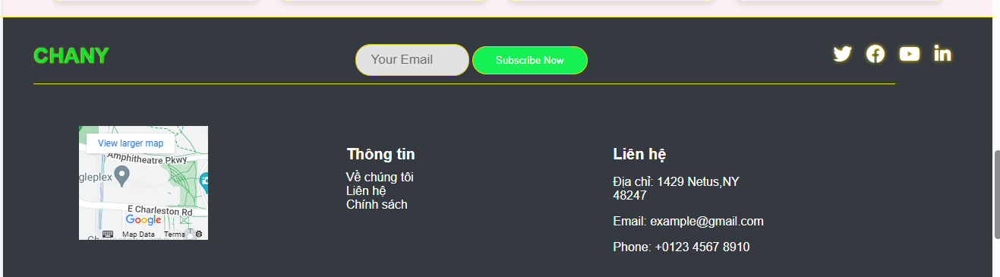 CHANY
Your Email
Subscribe Now
View larger map
Amphitheatre Pkwy
gleplex
E Charleston Rd
Google
Map Data
Terms
Thông tin
Về chúng tôi
Liên hệ
Chính sách
Liên hệ
Địa chỉ: 1429 Netus,NY
48247
Email: example@gmail.com
Phone: +0123 4567 8910